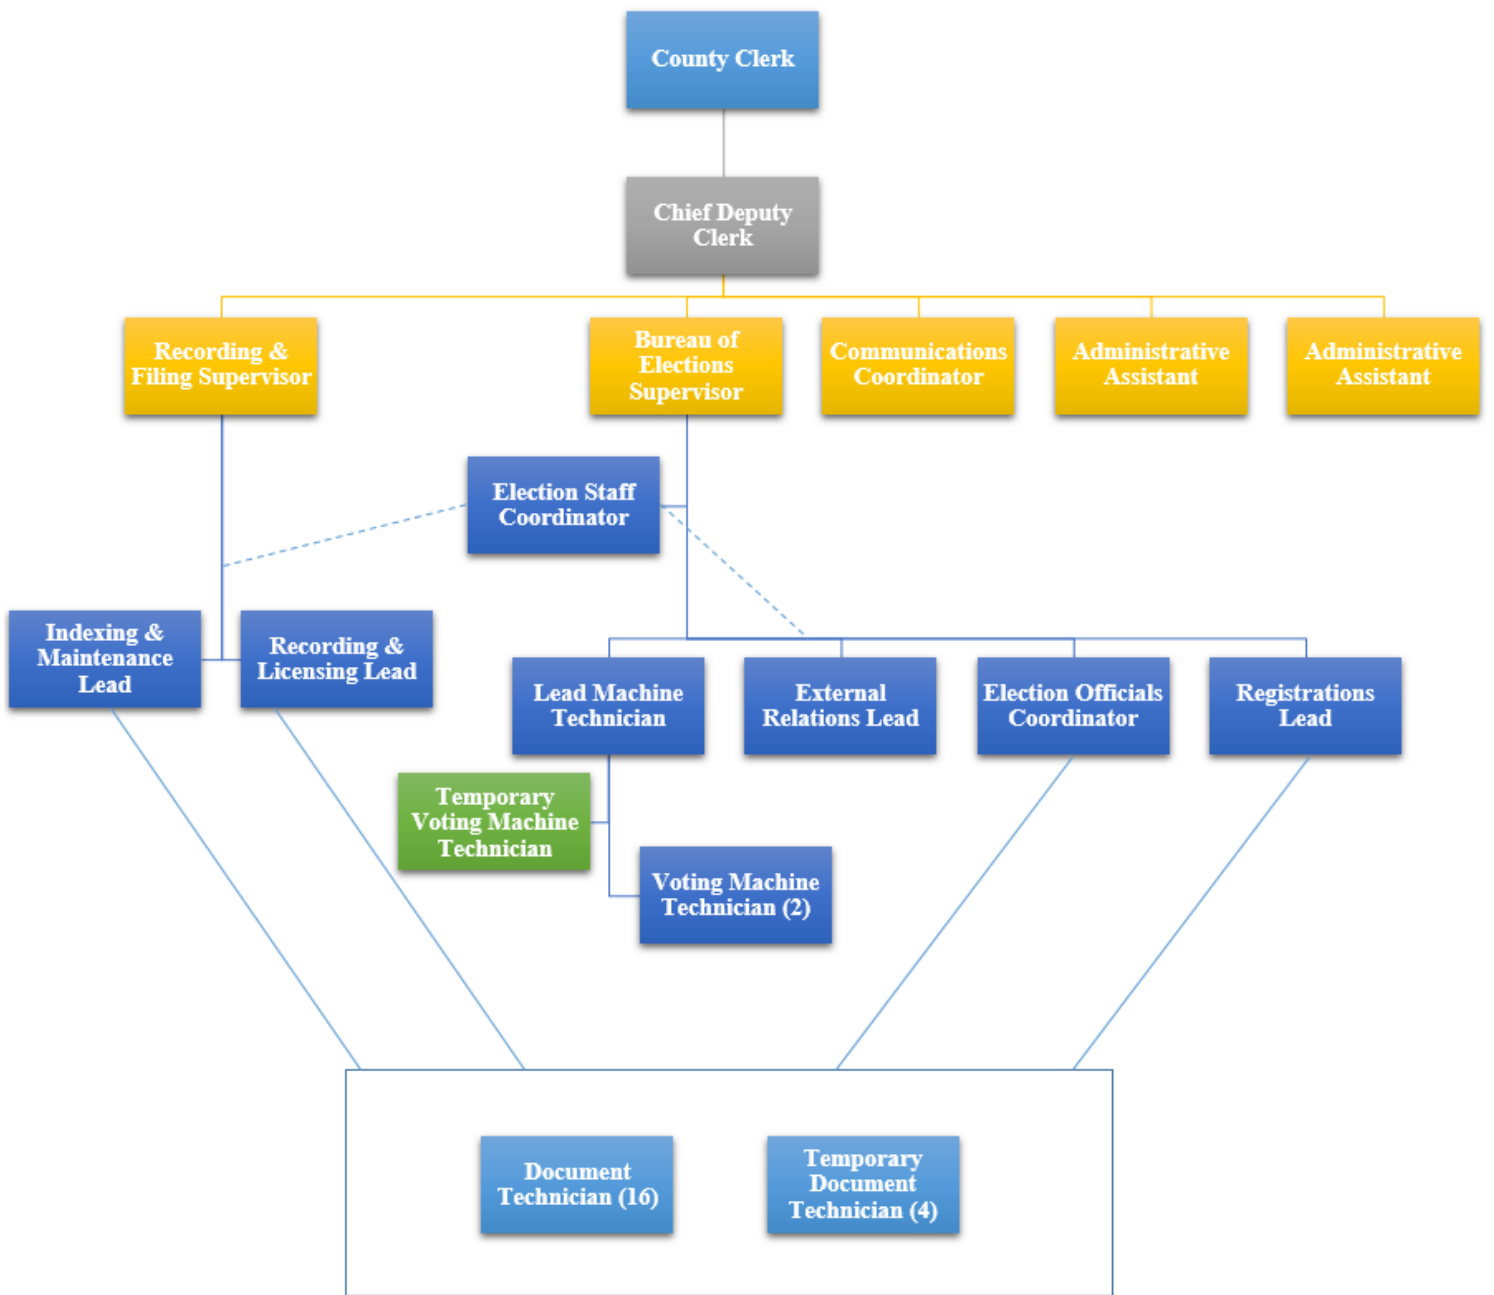 County Clerk
Chief Deputy
Clerk
Recording &
Filing Supervisor
Bureau of
Elections
Supervisor
Communications
Coordinator
Administrative
Assistant
Administrative
Assistant
Election Staff
Coordinator
Indexing &
Maintenance
Lead
Recording &
Licensing Lead
Lead Machine
Technician
External
Relations Lead
Election Officials
Coordinator
Registrations
Lead
Temporary
Voting Machine
Technician
Voting Machine
Technician (2)
Document
Technician (16)
Temporary
Document
Technician (4)